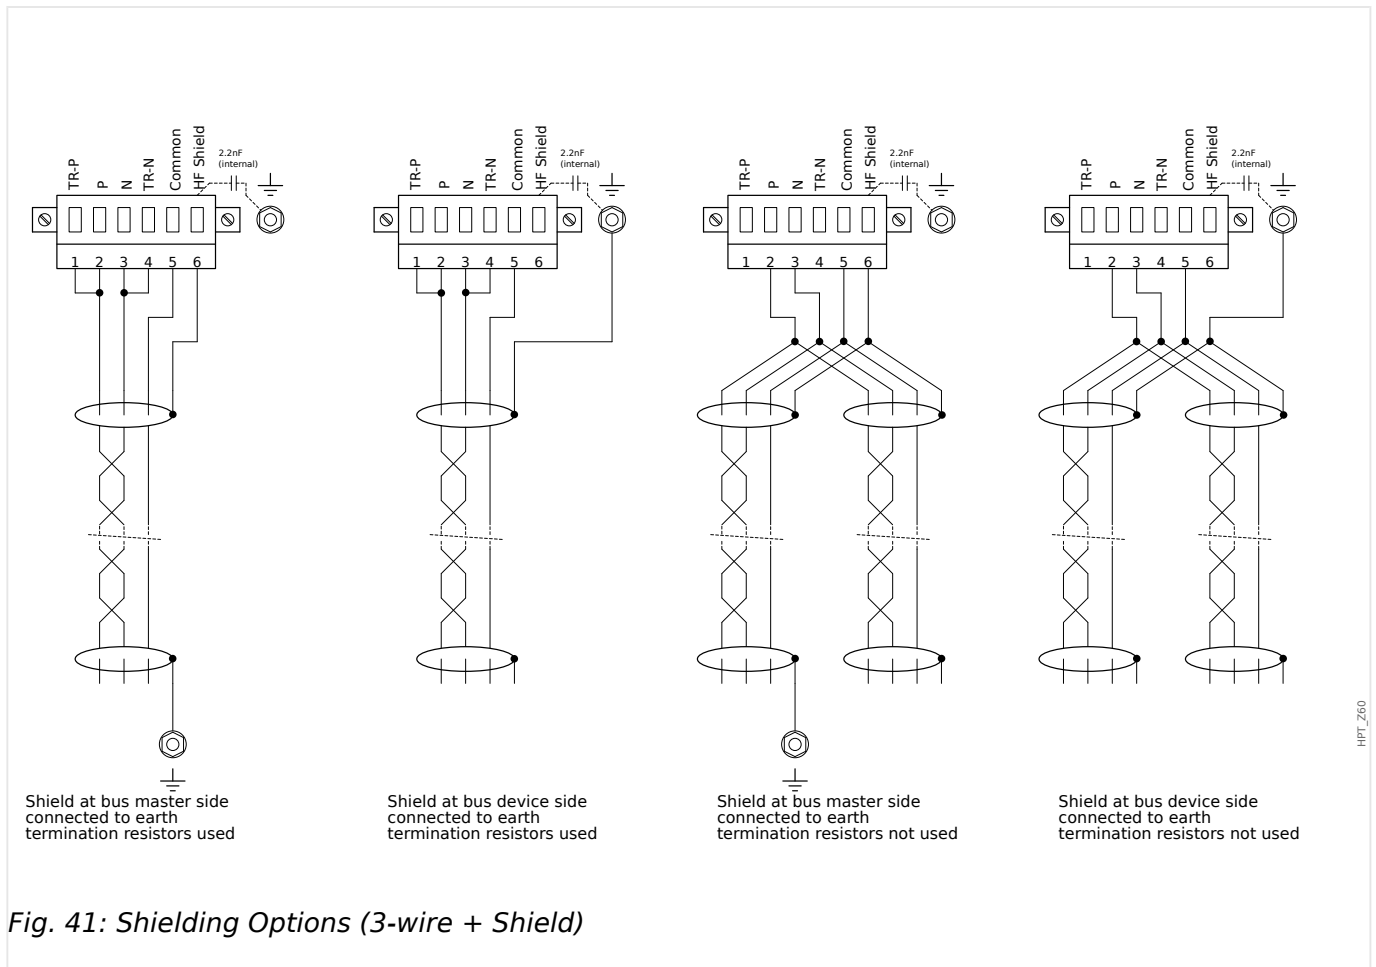 TR-P
P
N
TR-N
Common
HF Shield
2.2nF
(internal)
1 2 3 4 5 6
Shield at bus master side
connected to earth
termination resistors used
TR-P
P
N
TR-N
Common
HF Shield
2.2nF
(internal)
1 2 3 4 5 6
Shield at bus device side
connected to earth
termination resistors used
TR-P
P
N
TR-N
Common
HF Shield
2.2nF
(internal)
1 2 3 4 5 6
Shield at bus master side
connected to earth
termination resistors not used
TR-P
P
N
TR-N
Common
HF Shield
2.2nF
(internal)
1 2 3 4 5 6
Shield at bus device side
connected to earth
termination resistors not used
HPT_Z60
Fig. 41: Shielding Options (3-wire + Shield)